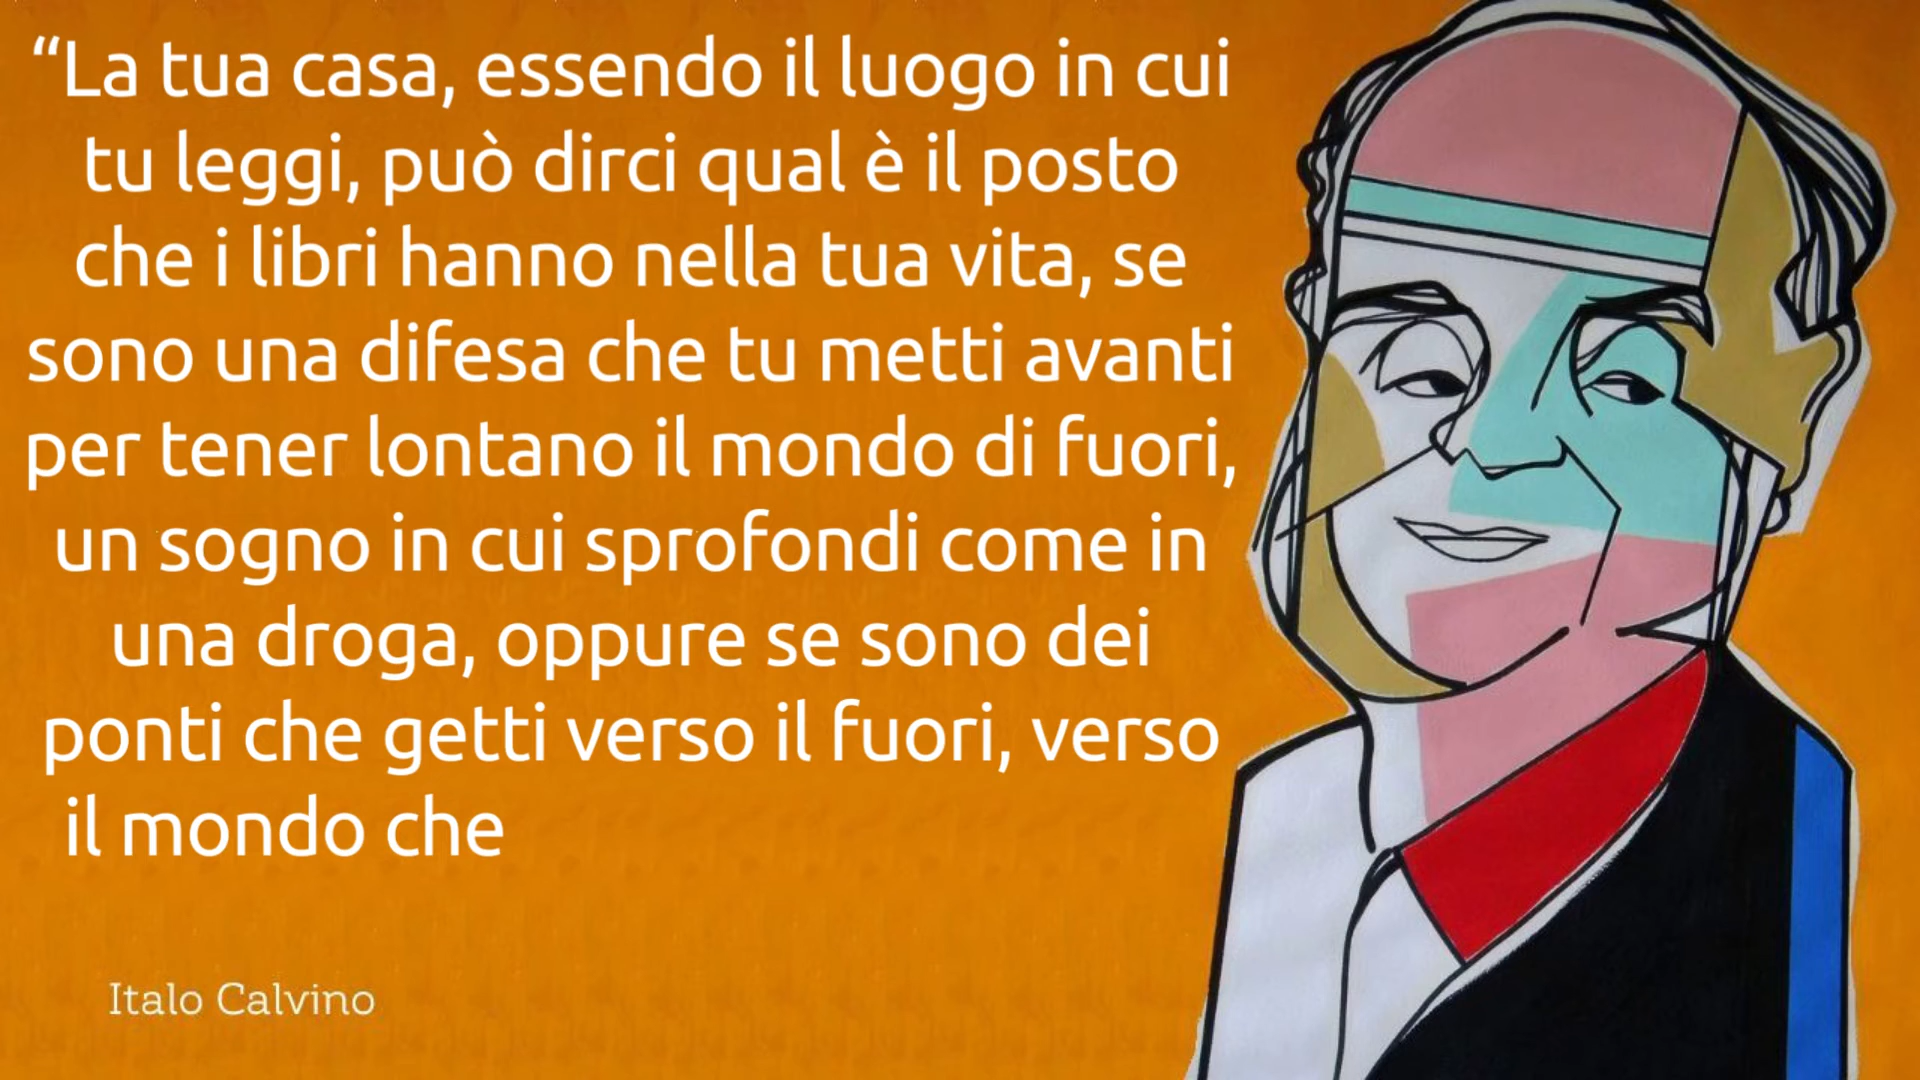 “La tua casa, essendo il luogo in cui
tu leggi, può dirci qual è il posto
che i libri hanno nella tua vita, se
sono una difesa che tu metti avanti
per tener lontano il mondo di fuori,
un sogno in cui sprofondi come in
una droga, oppure se sono dei
ponti che getti verso il fuori, verso
il mondo che
Italo Calvino